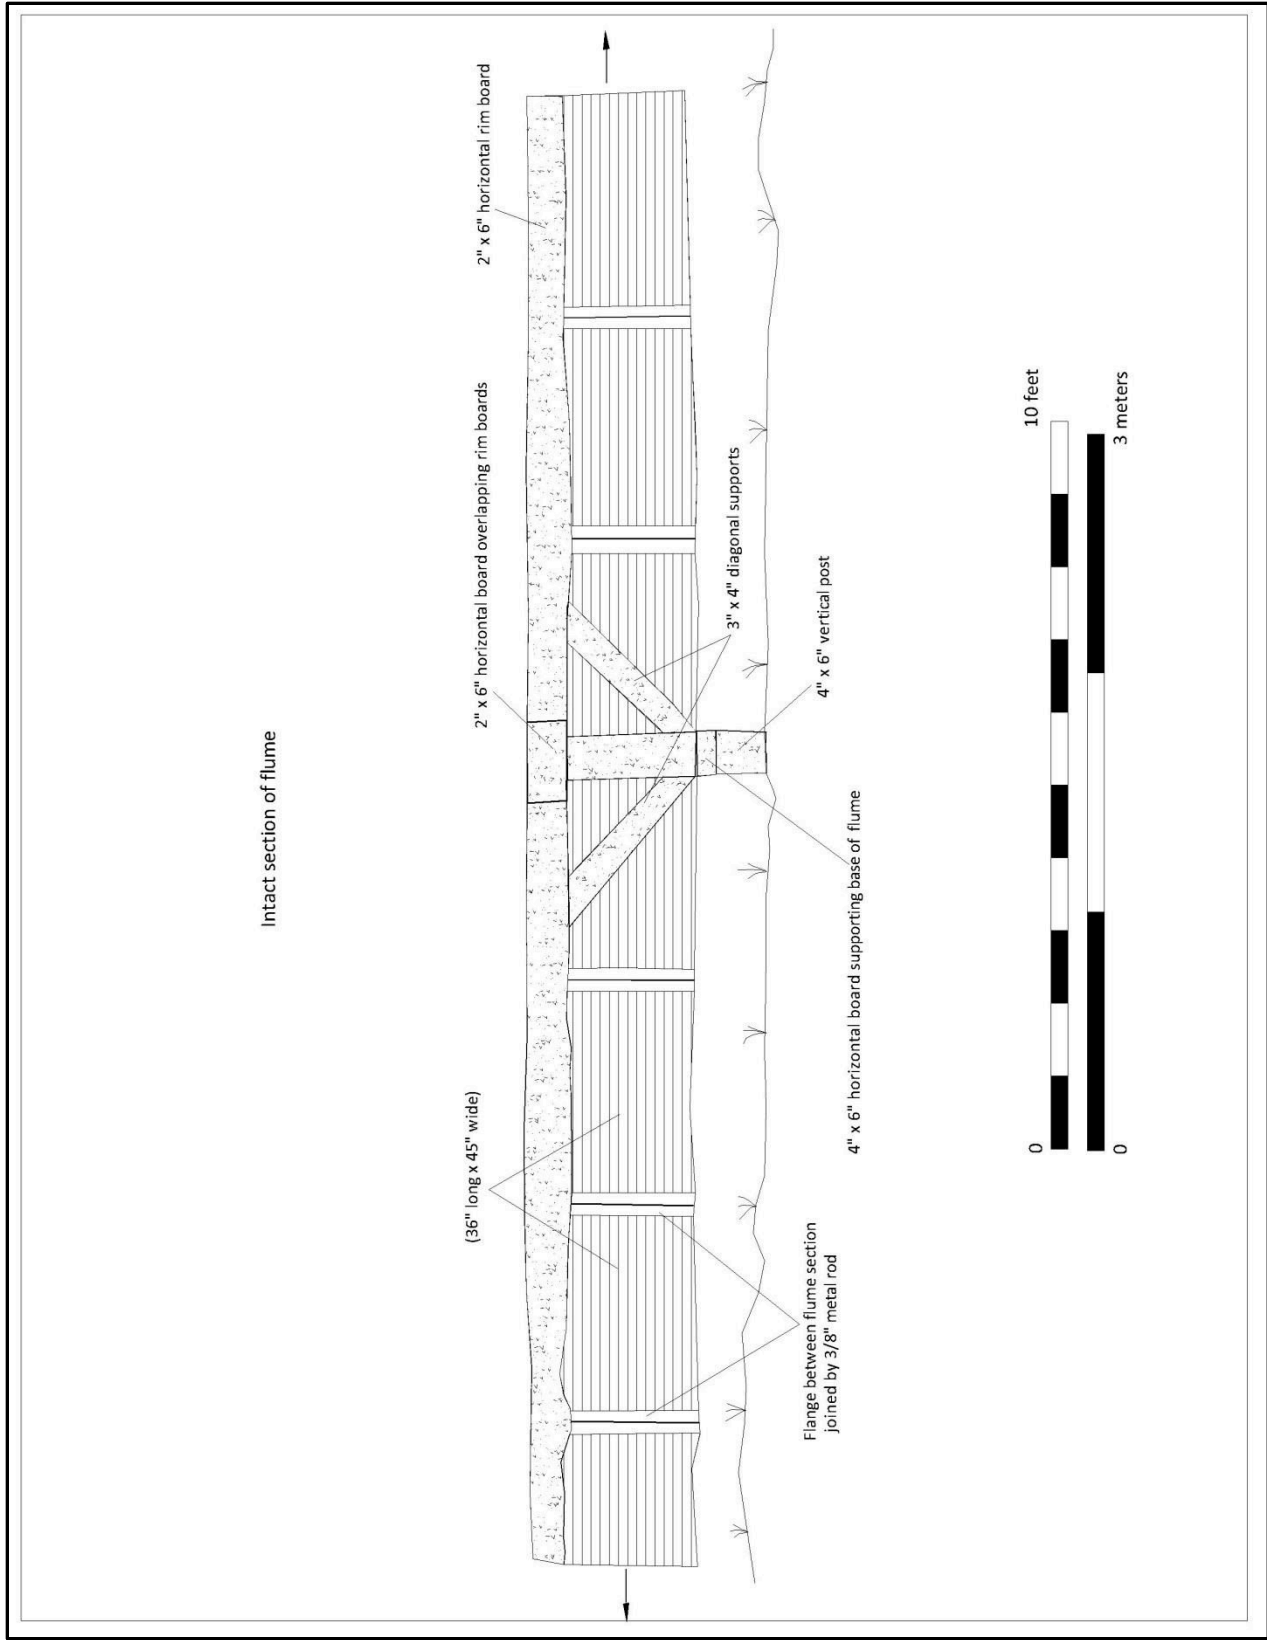 Intact section of flume
(36" long x 45" wide)
2" x 6" horizontal board overlapping rim boards
2" x 6" horizontal rim board
3" x 4" diagonal supports
Flange between flume section
joined by 3/8" metal rod
4" x 6" horizontal board supporting base of flume
4" x 6" vertical post
0
10 feet
0
3 meters